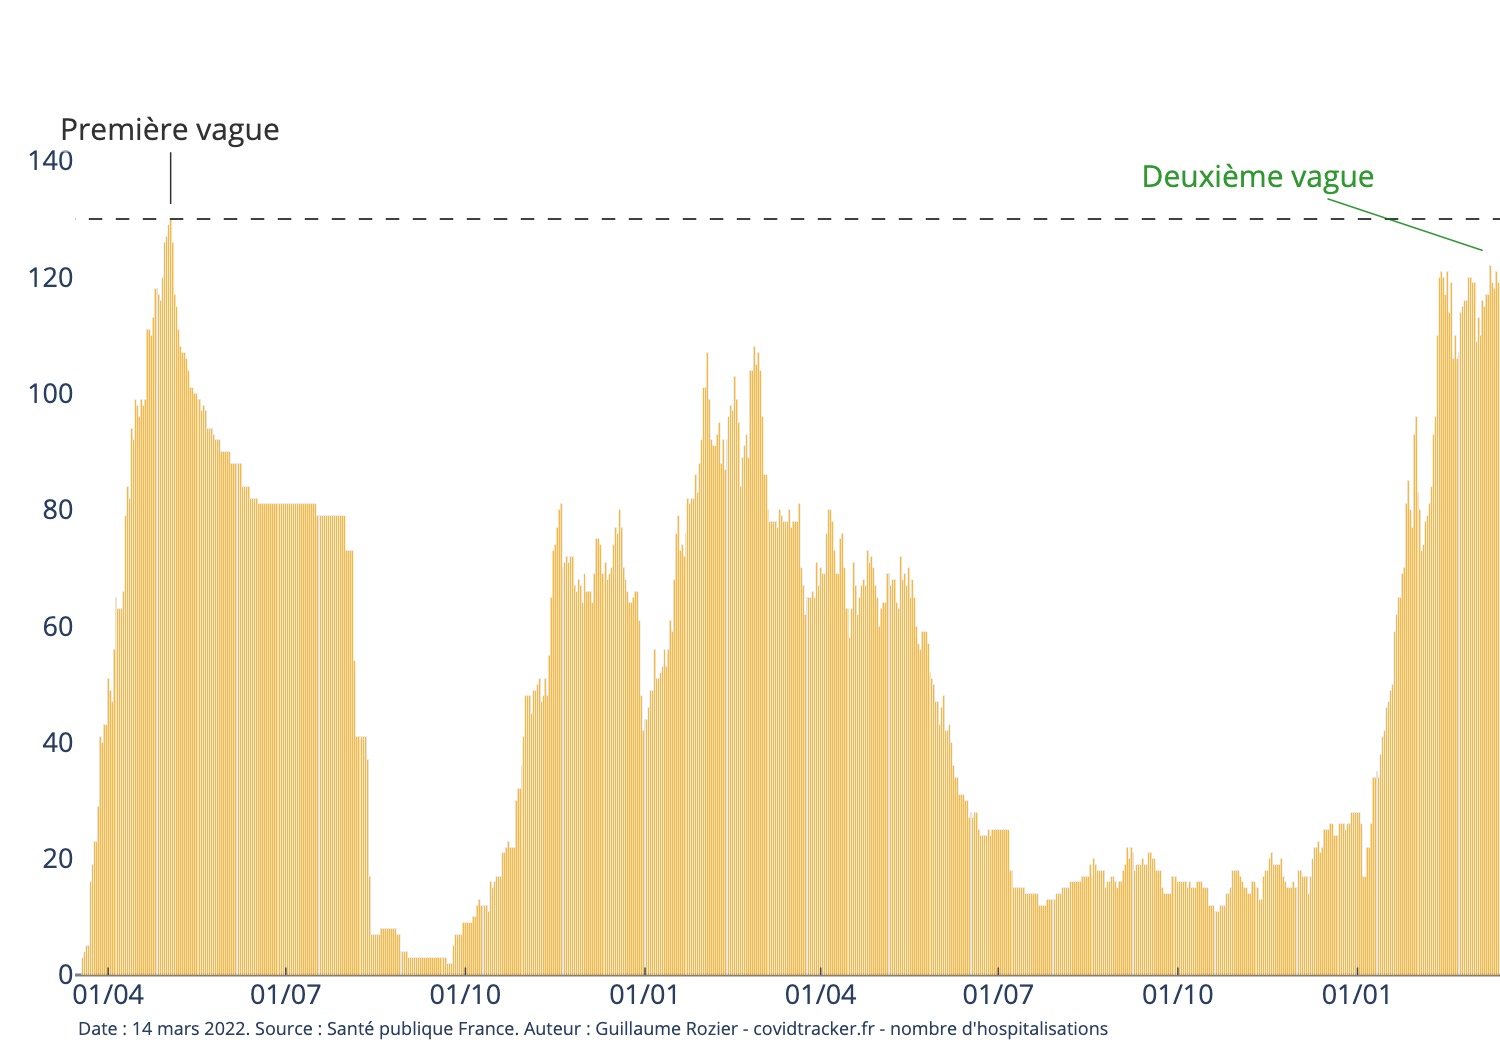 Première vague
140
Deuxième vague
120
100
80
60
40
20
0
01/04 01/07 01/10 01/01 01/04 01/07 01/10 01/01
Date : 14 mars 2022. Source : Santé publique France. Auteur : Guillaume Rozier - covidtracker.fr - nombre d'hospitalisations